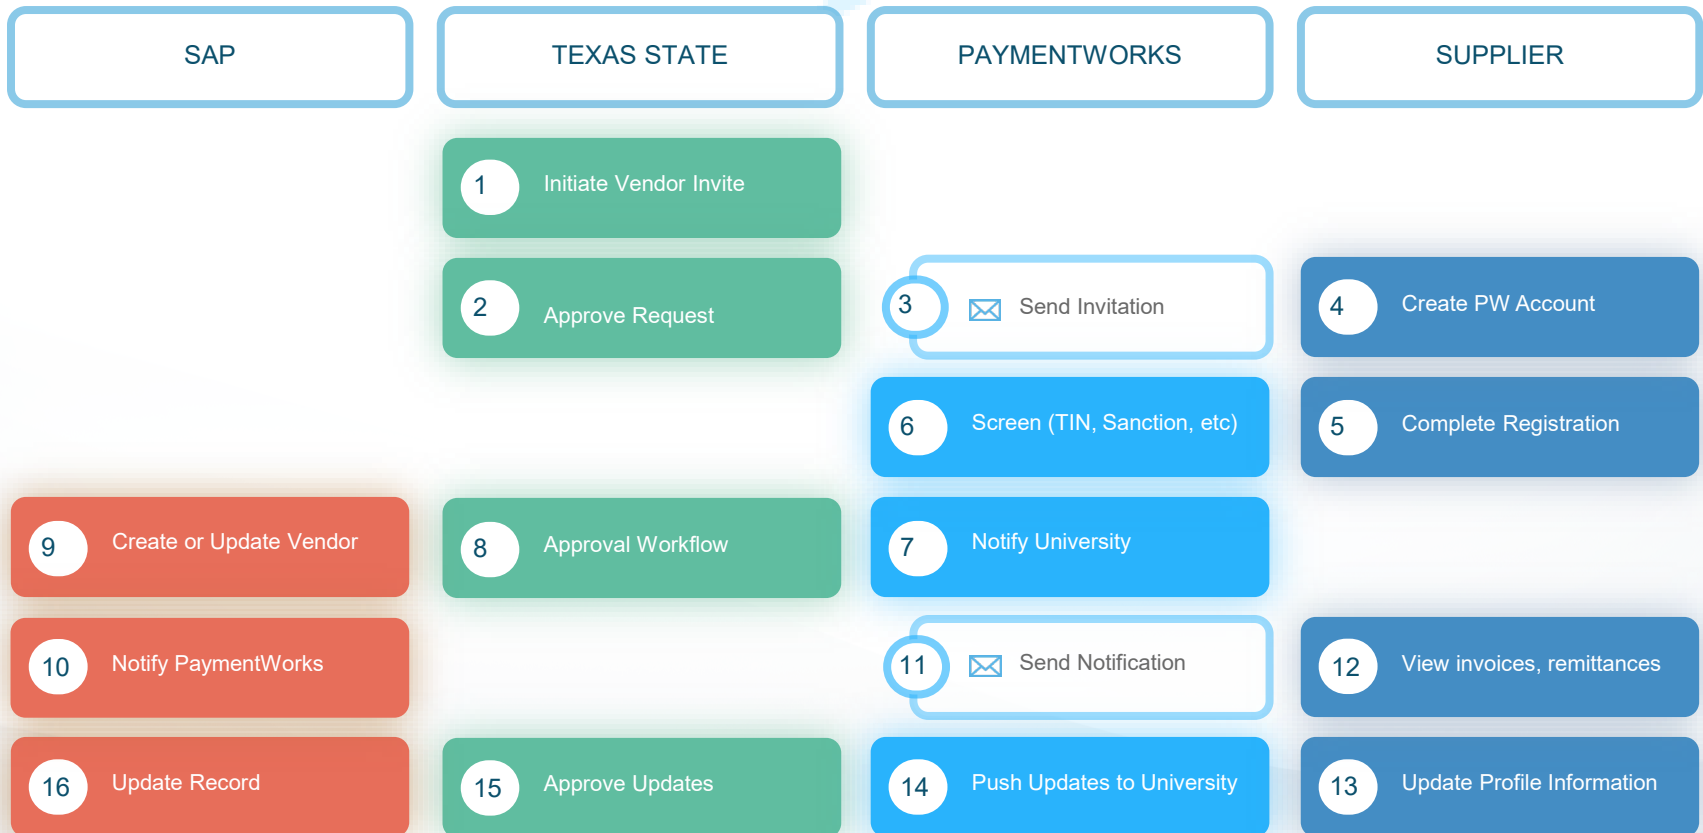 SAP
TEXAS STATE
PAYMENTWORKS
SUPPLIER
1 Initiate Vendor Invite
2 Approve Request
3 Send Invitation
4 Create PW Account
6 Screen (TIN, Sanction, etc)
5 Complete Registration
9 Create or Update Vendor
8 Approval Workflow
7 Notify University
10 Notify PaymentWorks
11 Send Notification
12 View invoices, remittances
16 Update Record
15 Approve Updates
14 Push Updates to University
13 Update Profile Information